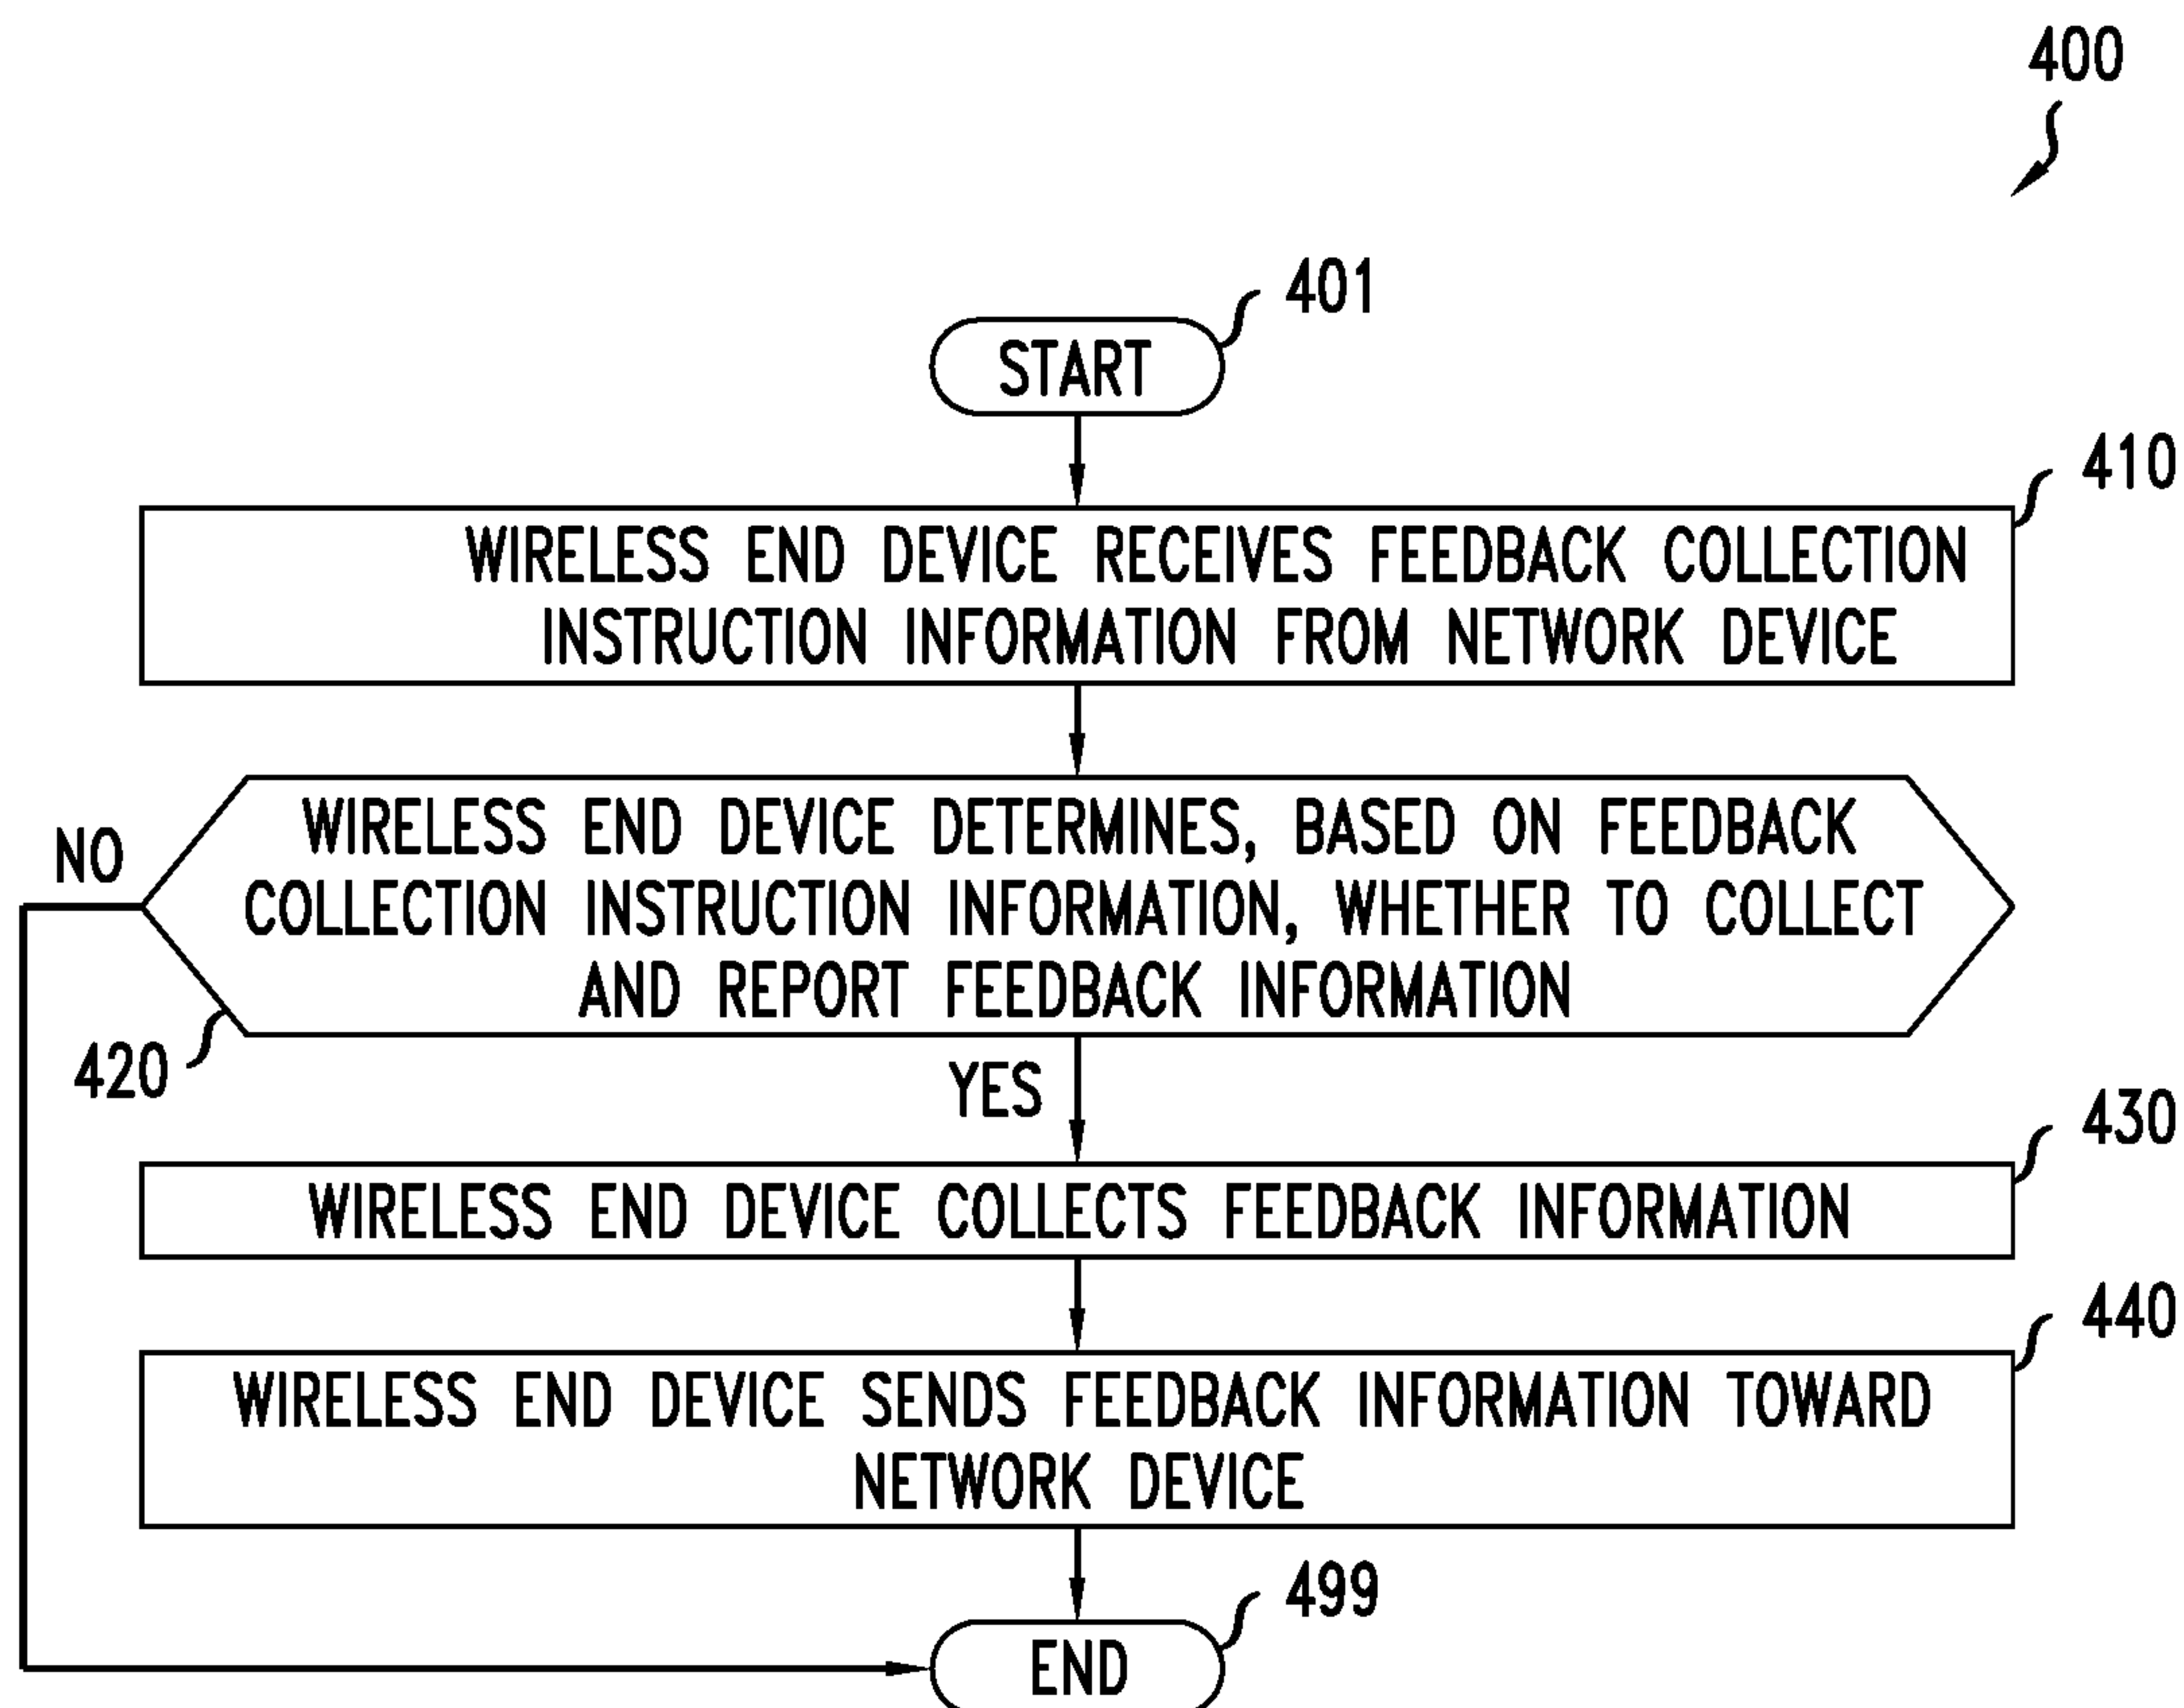 400
401
START
410
WIRELESS END DEVICE RECEIVES FEEDBACK COLLECTION
INSTRUCTION INFORMATION FROM NETWORK DEVICE
NO
WIRELESS END DEVICE DETERMINES, BASED ON FEEDBACK
COLLECTION INSTRUCTION INFORMATION, WHETHER TO COLLECT
AND REPORT FEEDBACK INFORMATION
420
YES
430
WIRELESS END DEVICE COLLECTS FEEDBACK INFORMATION
440
WIRELESS END DEVICE SENDS FEEDBACK INFORMATION TOWARD
NETWORK DEVICE
499
END